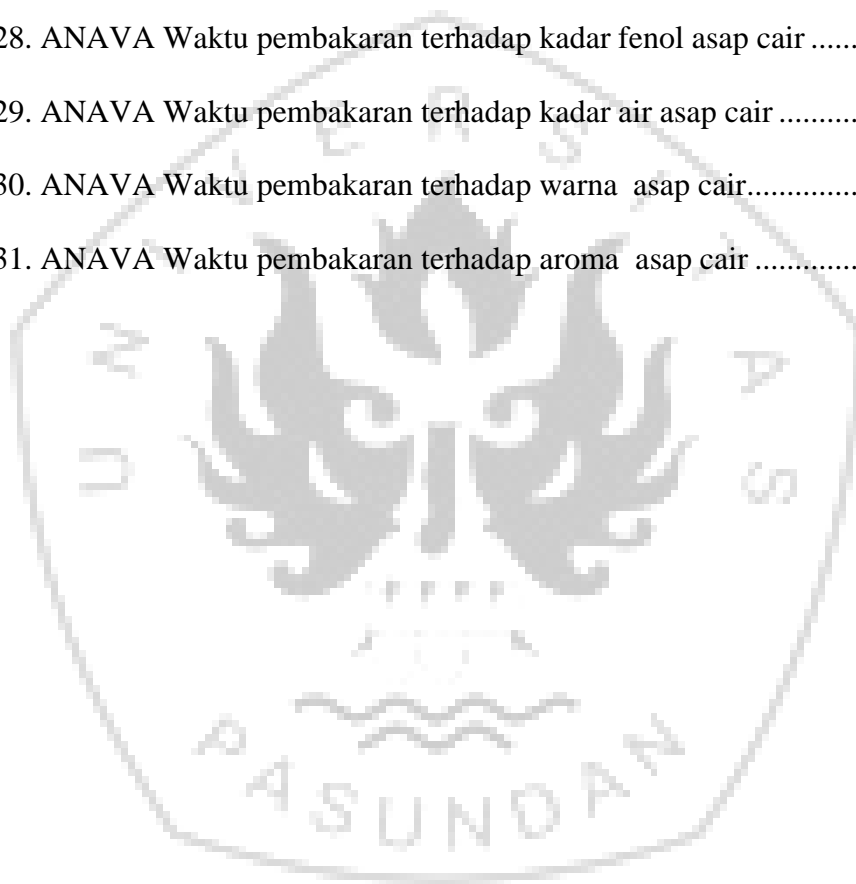 28. ANAVA Waktu pembakaran terhadap kadar fenol asap cair ......
29. ANAVA Waktu pembakaran terhadap kadar air asap cair ..........
30. ANAVA Waktu pembakaran terhadap warna  asap cair..............
31. ANAVA Waktu pembakaran terhadap aroma  asap cair .............
UNIVERSITAS
PASUNDAN